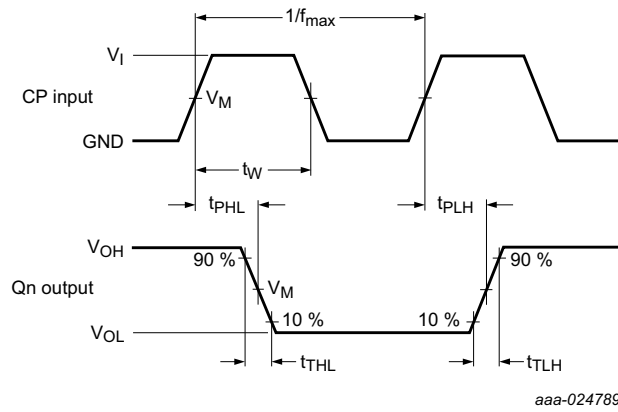 1/fmax
VI
CP input
VM
GND
tW
tPHL
tPLH
VOH
90 %
90 %
Qn output
VM
10 %
10 %
VOL
tTHL
tTLH
aaa-024789